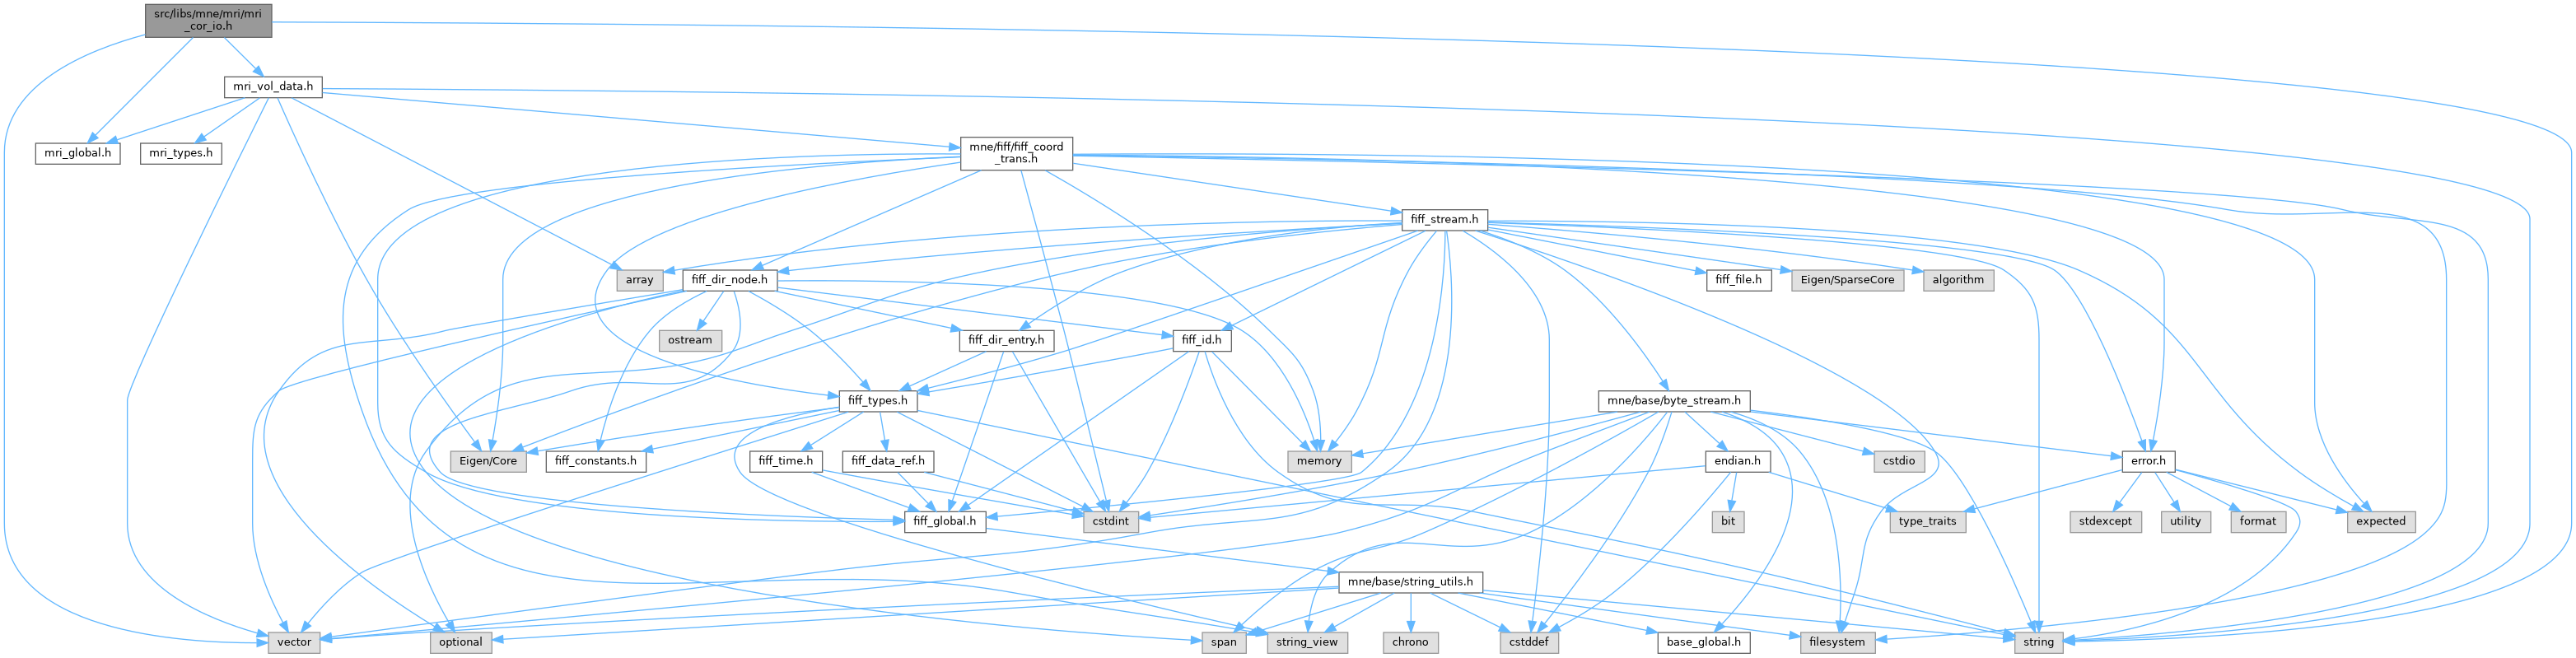 src/libs/mne/mri/mri
_cor_io.h
mri_vol_data.h
mri_global.h
mri_types.h
mne/fiff/fiff_coord
_trans.h
fiff_stream.h
array
fiff_dir_node.h
fiff_file.h
Eigen/SparseCore
algorithm
ostream
fiff_dir_entry.h
fiff_id.h
fiff_types.h
mne/base/byte_stream.h
Eigen/Core
fiff_constants.h
fiff_time.h
fiff_data_ref.h
memory
endian.h
cstdio
error.h
fiff_global.h
cstdint
bit
type_traits
stdexcept
utility
format
expected
mne/base/string_utils.h
vector
optional
span
string_view
chrono
cstddef
base_global.h
filesystem
string